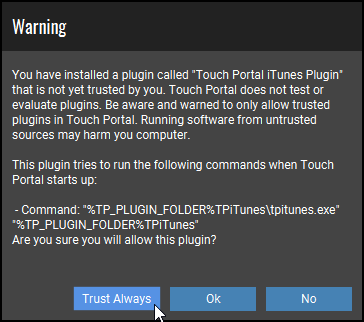 Warning
You have installed a plugin called "Touch Portal iTunes Plugin"
that is not yet trusted by you. Touch Portal does not test or
evaluate plugins. Be aware and warned to only allow trusted
plugins in Touch Portal. Running software from untrusted
sources may harm you computer.
This plugin tries to run the following commands when Touch
Portal starts up:
- Command: "%TP_PLUGIN_FOLDER%TPiTunes\tpitunes.exe"
"%TP_PLUGIN_FOLDER%TPiTunes"
Are you sure you will allow this plugin?
Trust Always Ok No